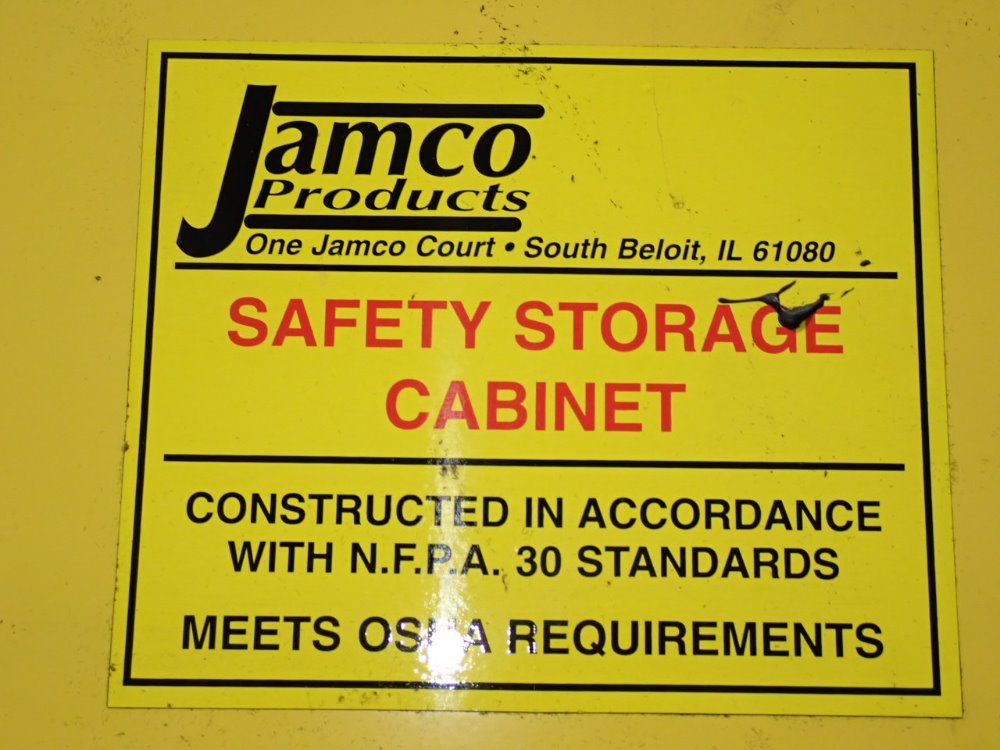 Jamco
Products
One Jamco Court • South Beloit, IL 61080
SAFETY STORAGE
CABINET
CONSTRUCTED IN ACCORDANCE
WITH N.F.P.A. 30 STANDARDS
MEETS OSHA REQUIREMENTS